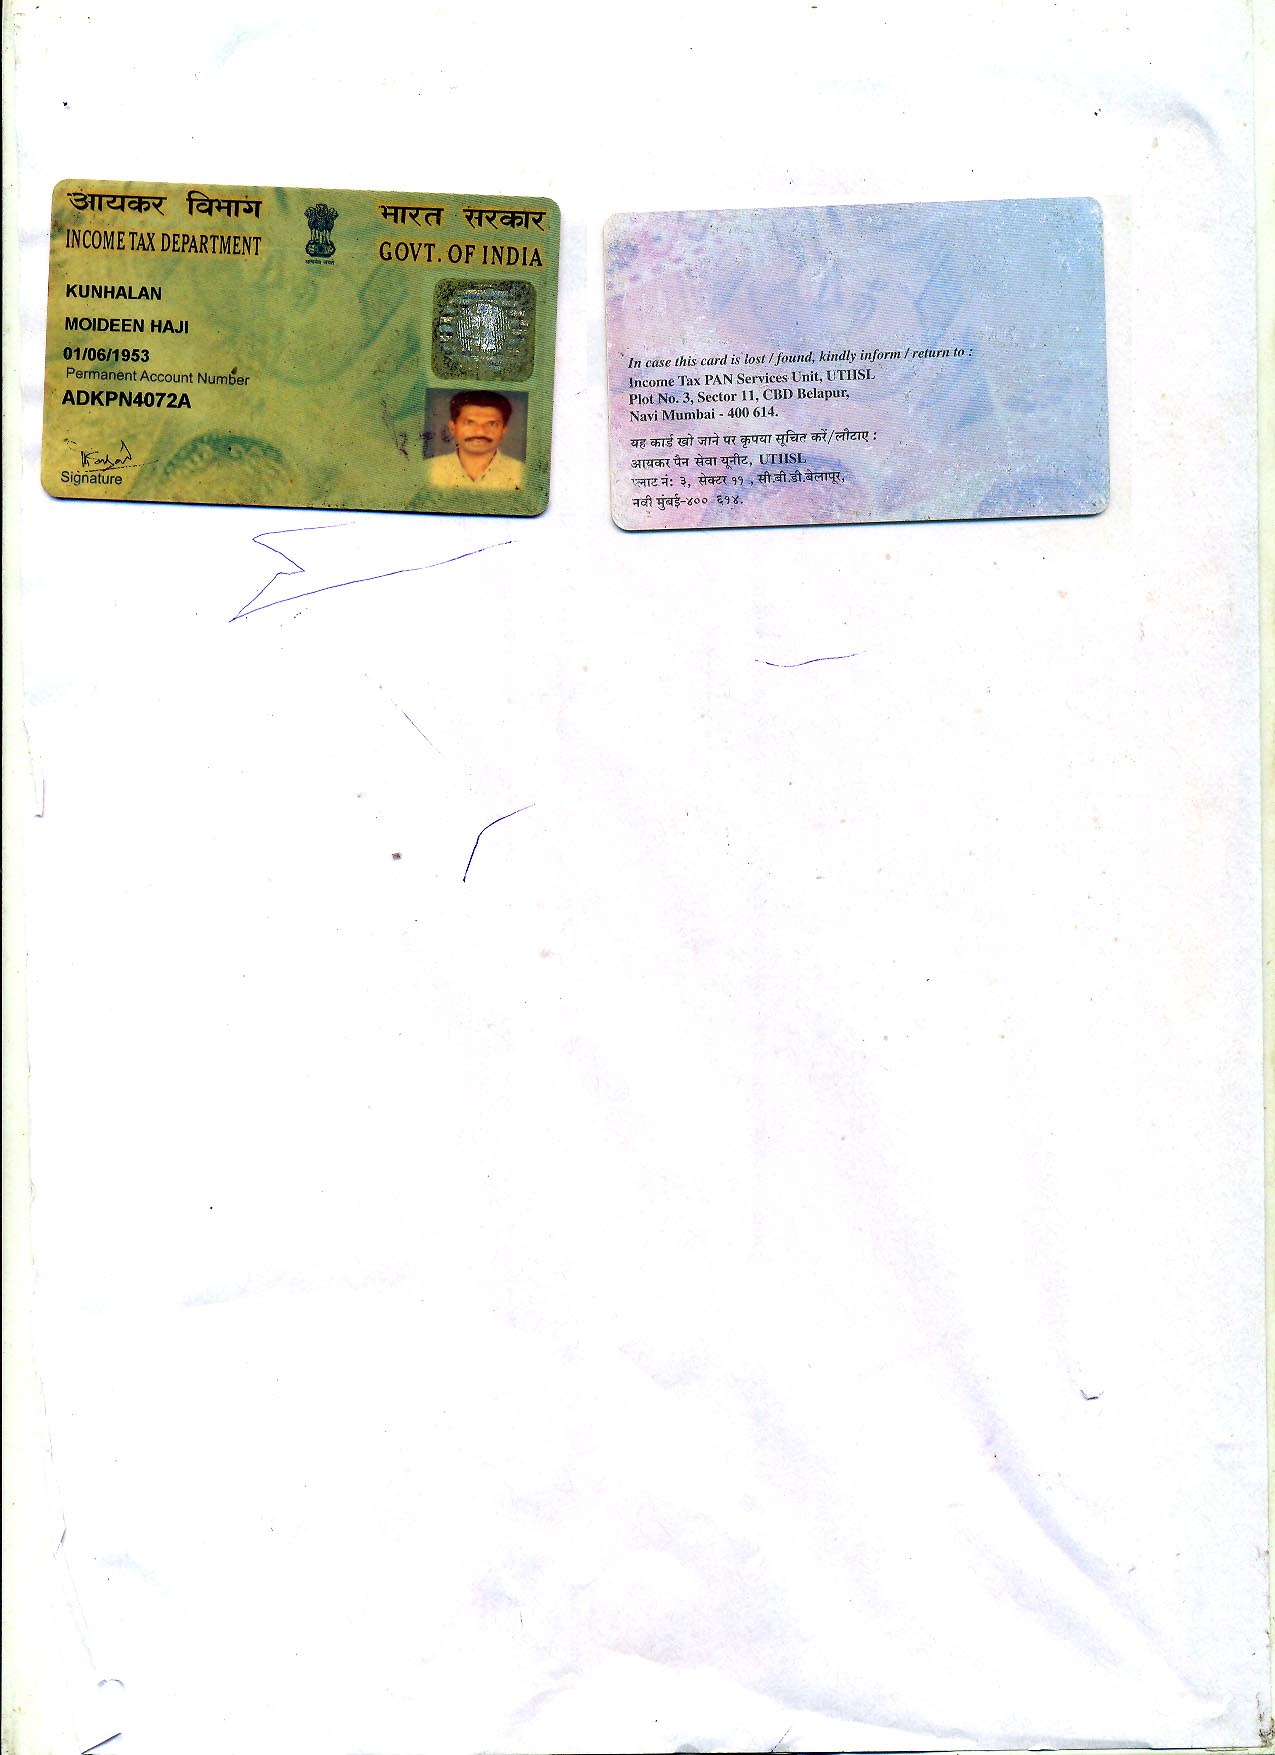 आयकर विभाग
INCOME TAX DEPARTMENT
भारत सरकार
GOVT. OF INDIA
सत्यमेव जयते
KUNHALAN
MOIDEEN HAJI
01/06/1953
Permanent Account Number
ADKPN4072A
Signature
In case this card is lost / found, kindly inform / return to :
Income Tax PAN Services Unit, UTIISL
Plot No. 3, Sector 11, CBD Belapur,
Navi Mumbai - 400 614.
यह कार्ड खो जाने पर कृपया सूचित करें/लौटाए :
आयकर पैन सेवा यूनीट, UTIISL
प्लाट नं: ३, सेक्टर ११ , सी.बी.डी.बेलापूर,
नवी मुंबई-४०० ६१४.